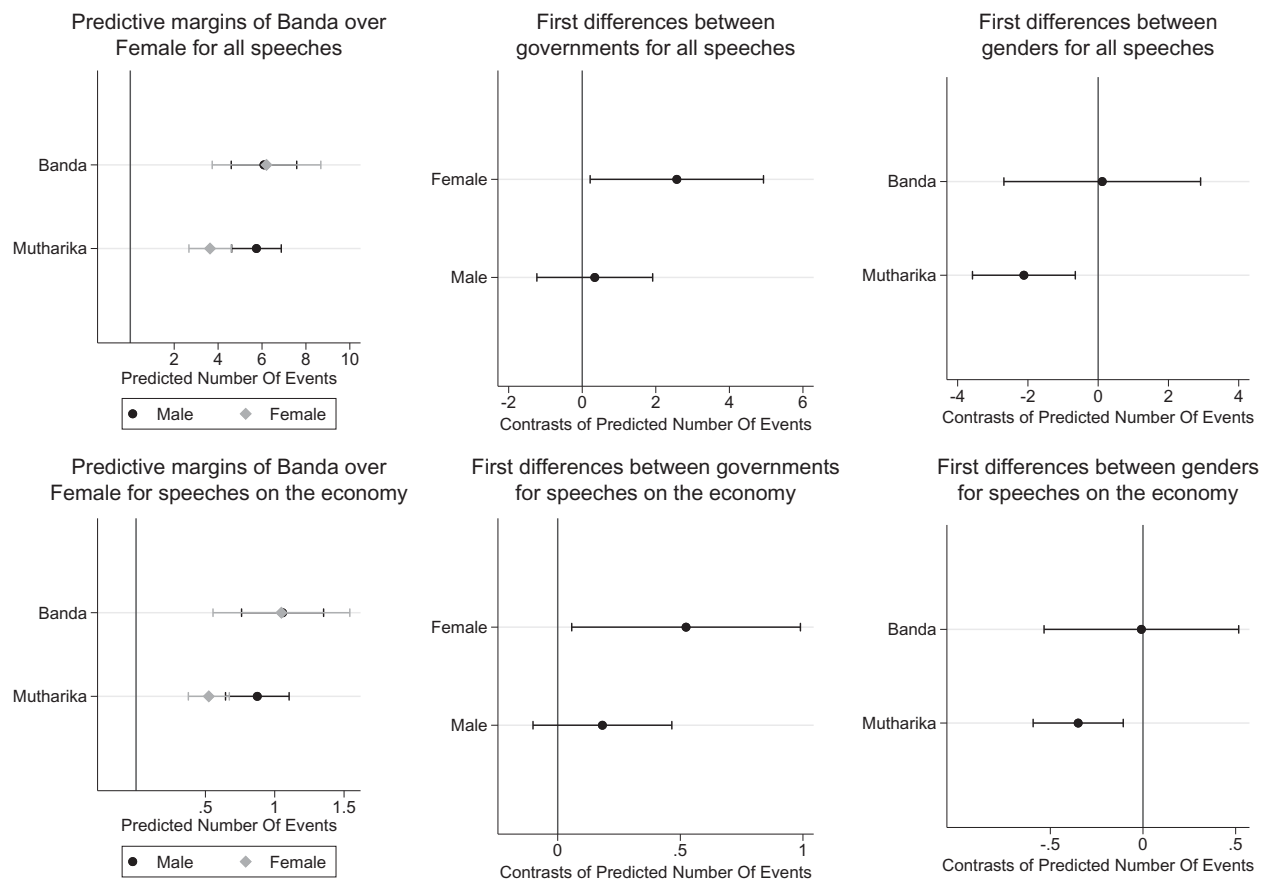 Predictive margins of Banda over
Female for all speeches
Banda
Mutharika
2 4 6 8 10
Predicted Number Of Events
Male Female
First differences between
governments for all speeches
Female
Male
-2 0 2 4 6
Contrasts of Predicted Number Of Events
First differences between
genders for all speeches
Banda
Mutharika
-4 -2 0 2 4
Contrasts of Predicted Number Of Events
Predictive margins of Banda over
Female for speeches on the economy
Banda
Mutharika
.5 1 1.5
Predicted Number Of Events
Male Female
First differences between governments
for speeches on the economy
Female
Male
0 .5 1
Contrasts of Predicted Number Of Events
First differences between genders
for speeches on the economy
Banda
Mutharika
-.5 0 .5
Contrasts of Predicted Number Of Events